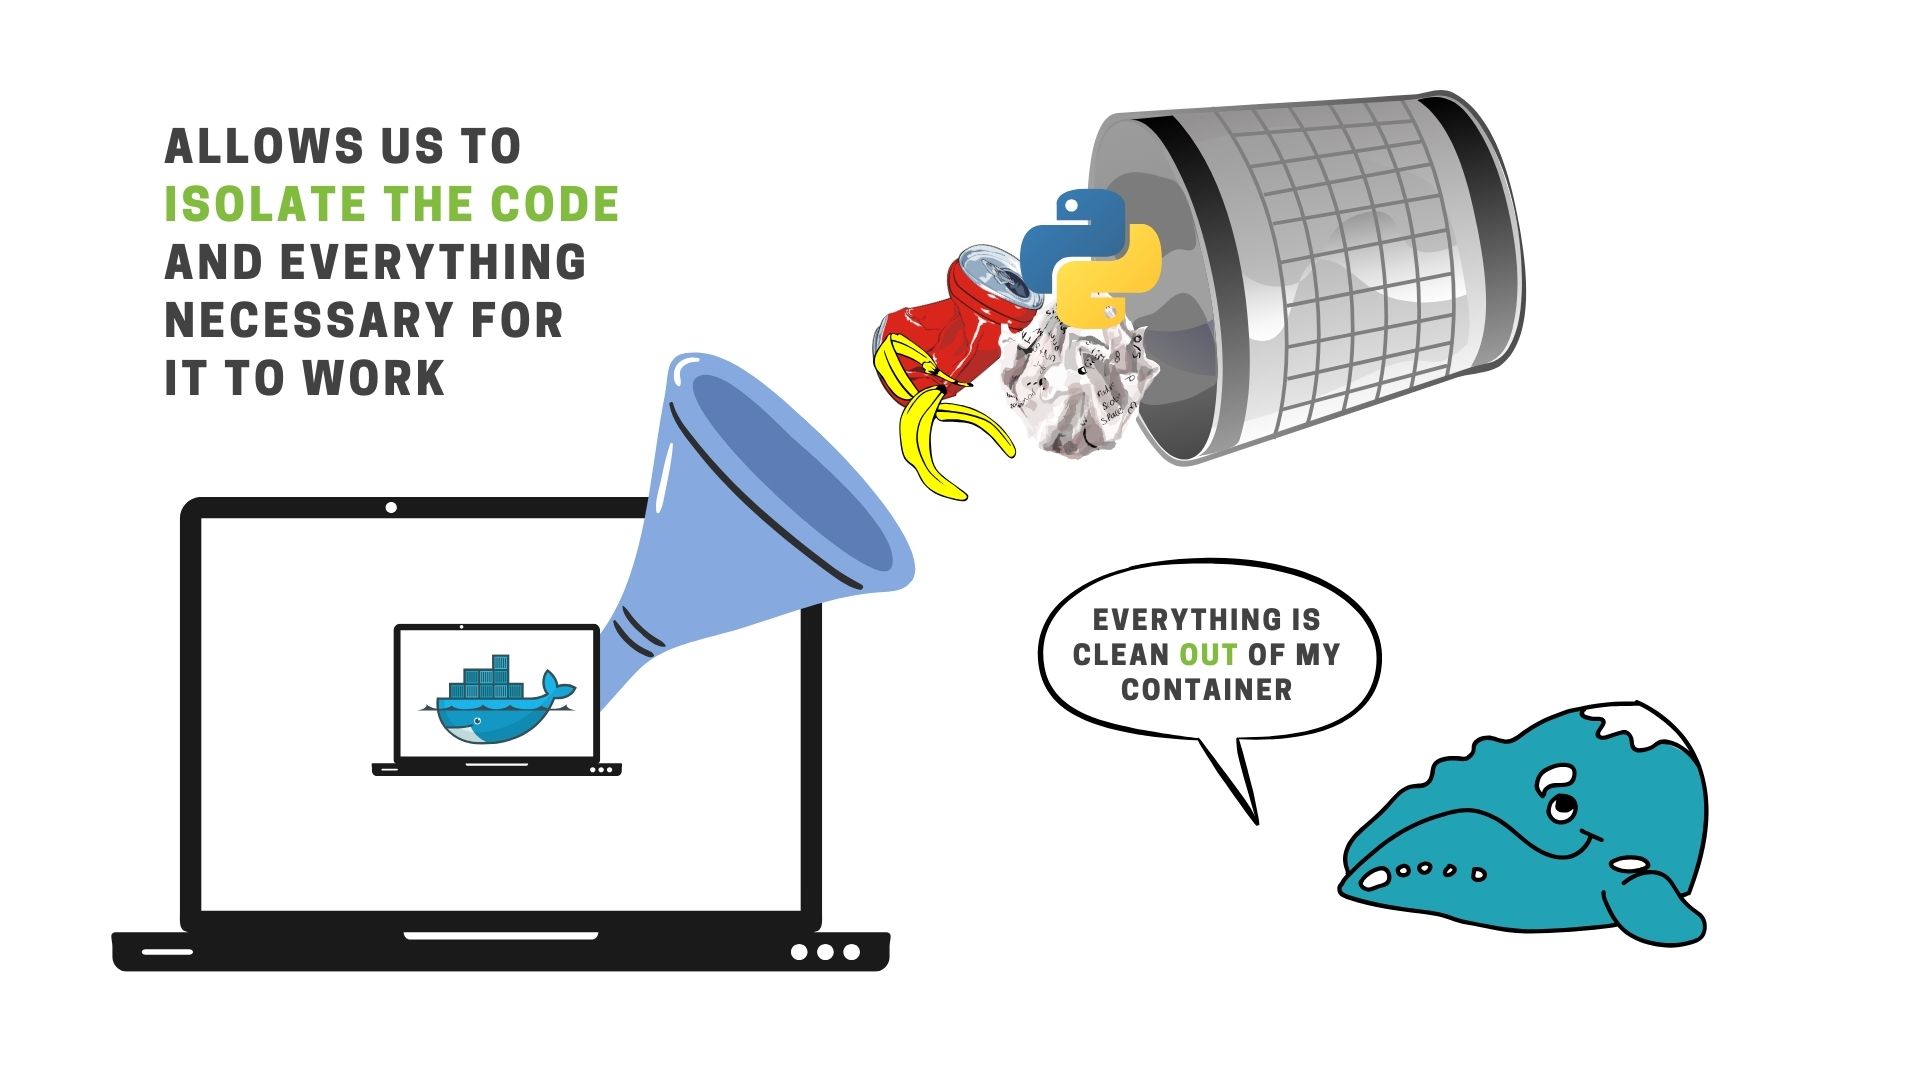 ALLOWS US TO
ISOLATE THE CODE
AND EVERYTHING
NECESSARY FOR
IT TO WORK
EVERYTHING IS
CLEAN OUT OF MY
CONTAINER